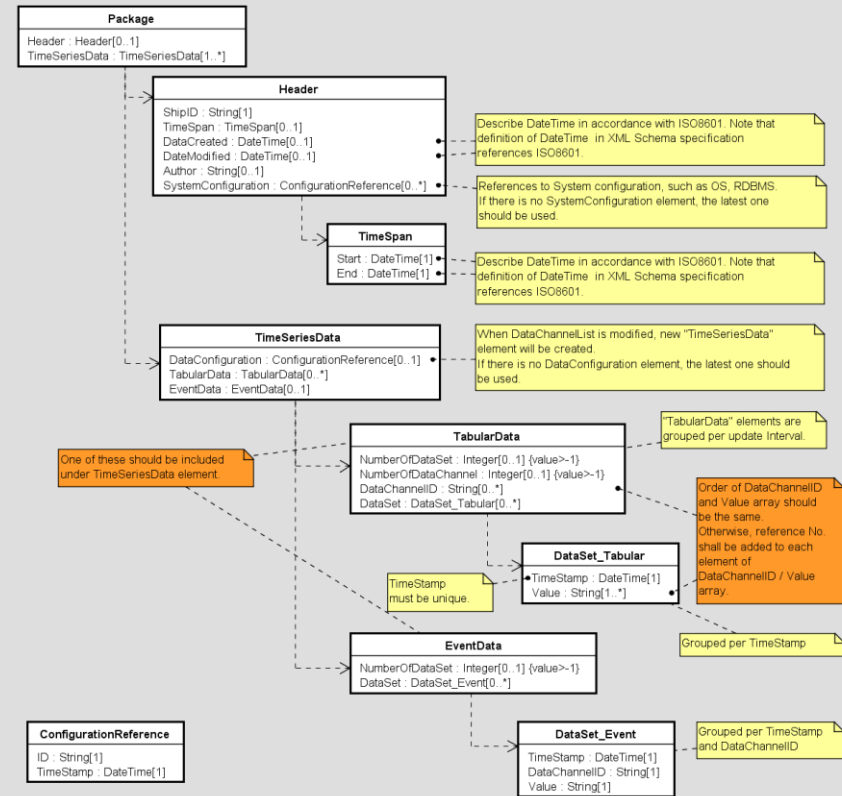 Package
Header : Header[0..1]
TimeSeriesData : TimeSeriesData[1..*]
Header
ShipID : String[1]
TimeSpan : TimeSpan[0..1]
DataCreated : DateTime[0..1]
DateModified : DateTime[0..1]
Author : String[0..1]
SystemConfiguration : ConfigurationReference[0..*]
Describe DateTime in accordance with ISO8601. Note that
definition of DateTime in XML Schema specification
references ISO8601.
References to System configuration, such as OS, RDBMS.
If there is no SystemConfiguration element, the latest one
should be used.
TimeSpan
Start : DateTime[1]
End : DateTime[1]
Describe DateTime in accordance with ISO8601. Note that
definition of DateTime in XML Schema specification
references ISO8601.
TimeSeriesData
DataConfiguration : ConfigurationReference[0..1]
TabularData : TabularData[0..*]
EventData : EventData[0..1]
When DataChannelList is modified, new "TimeSeriesData"
element will be created.
If there is no DataConfiguration element, the latest one should
be used.
"TabularData" elements are
grouped per update Interval.
TabularData
NumberOfDataSet : Integer[0..1] {value>-1}
NumberOfDataChannel : Integer[0..1] {value>-1}
DataChannelID : String[0..*]
DataSet : DataSet_Tabular[0..*]
One of these should be included
under TimeSeriesData element.
Order of DataChannelID
and Value array should
be the same.
Otherwise, reference No.
shall be added to each
element of
DataChannelID / Value
array.
DataSet_Tabular
TimeStamp : DateTime[1]
Value : String[1..*]
TimeStamp
must be unique.
Grouped per TimeStamp
EventData
NumberOfDataSet : Integer[0..1] {value>-1}
DataSet : DataSet_Event[0..*]
ConfigurationReference
ID : String[1]
TimeStamp : DateTime[1]
DataSet_Event
TimeStamp : DateTime[1]
DataChannelID : String[1]
Value : String[1]
Grouped per TimeStamp
and DataChannelID